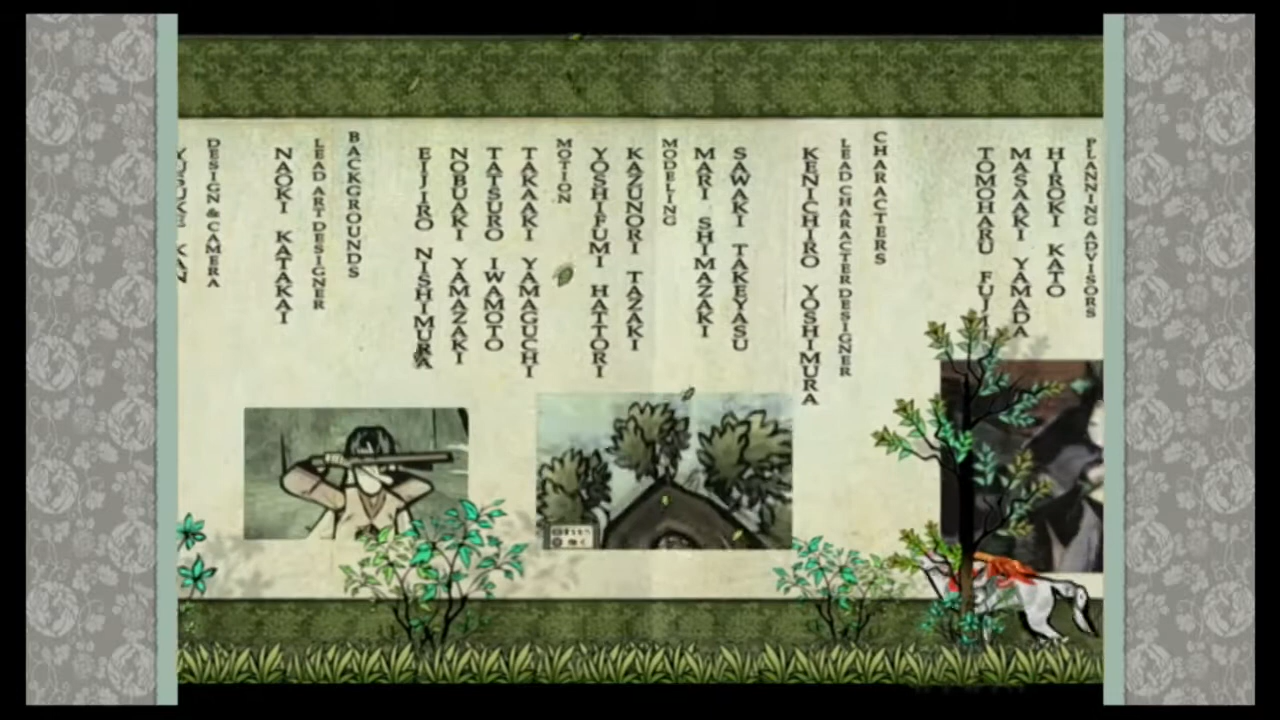 PLANNING ADVISORS
HIROKI KATO
MASAAKI YAMADA
TOMOHARU
CHARACTERS
LEAD CHARACTER DESIGNER
KENICHIRO YOSHIMURA
SAWAKI TAKEYASU
MARI SHIMAZAKI
MODELING
KAZUNORI TAZAKI
YOSHIFUMI HATTORI
MOTION
TAKAAKI YAMAGUCHI
TATSURO IWAMOTO
NOBUAKI YAMAZAKI
EIJIRO NISHIMURA
BACKGROUNDS
LEAD ART DESIGNER
NAOKI KATAKAI
DESIGN & CAMERA
YUSUKE KAN